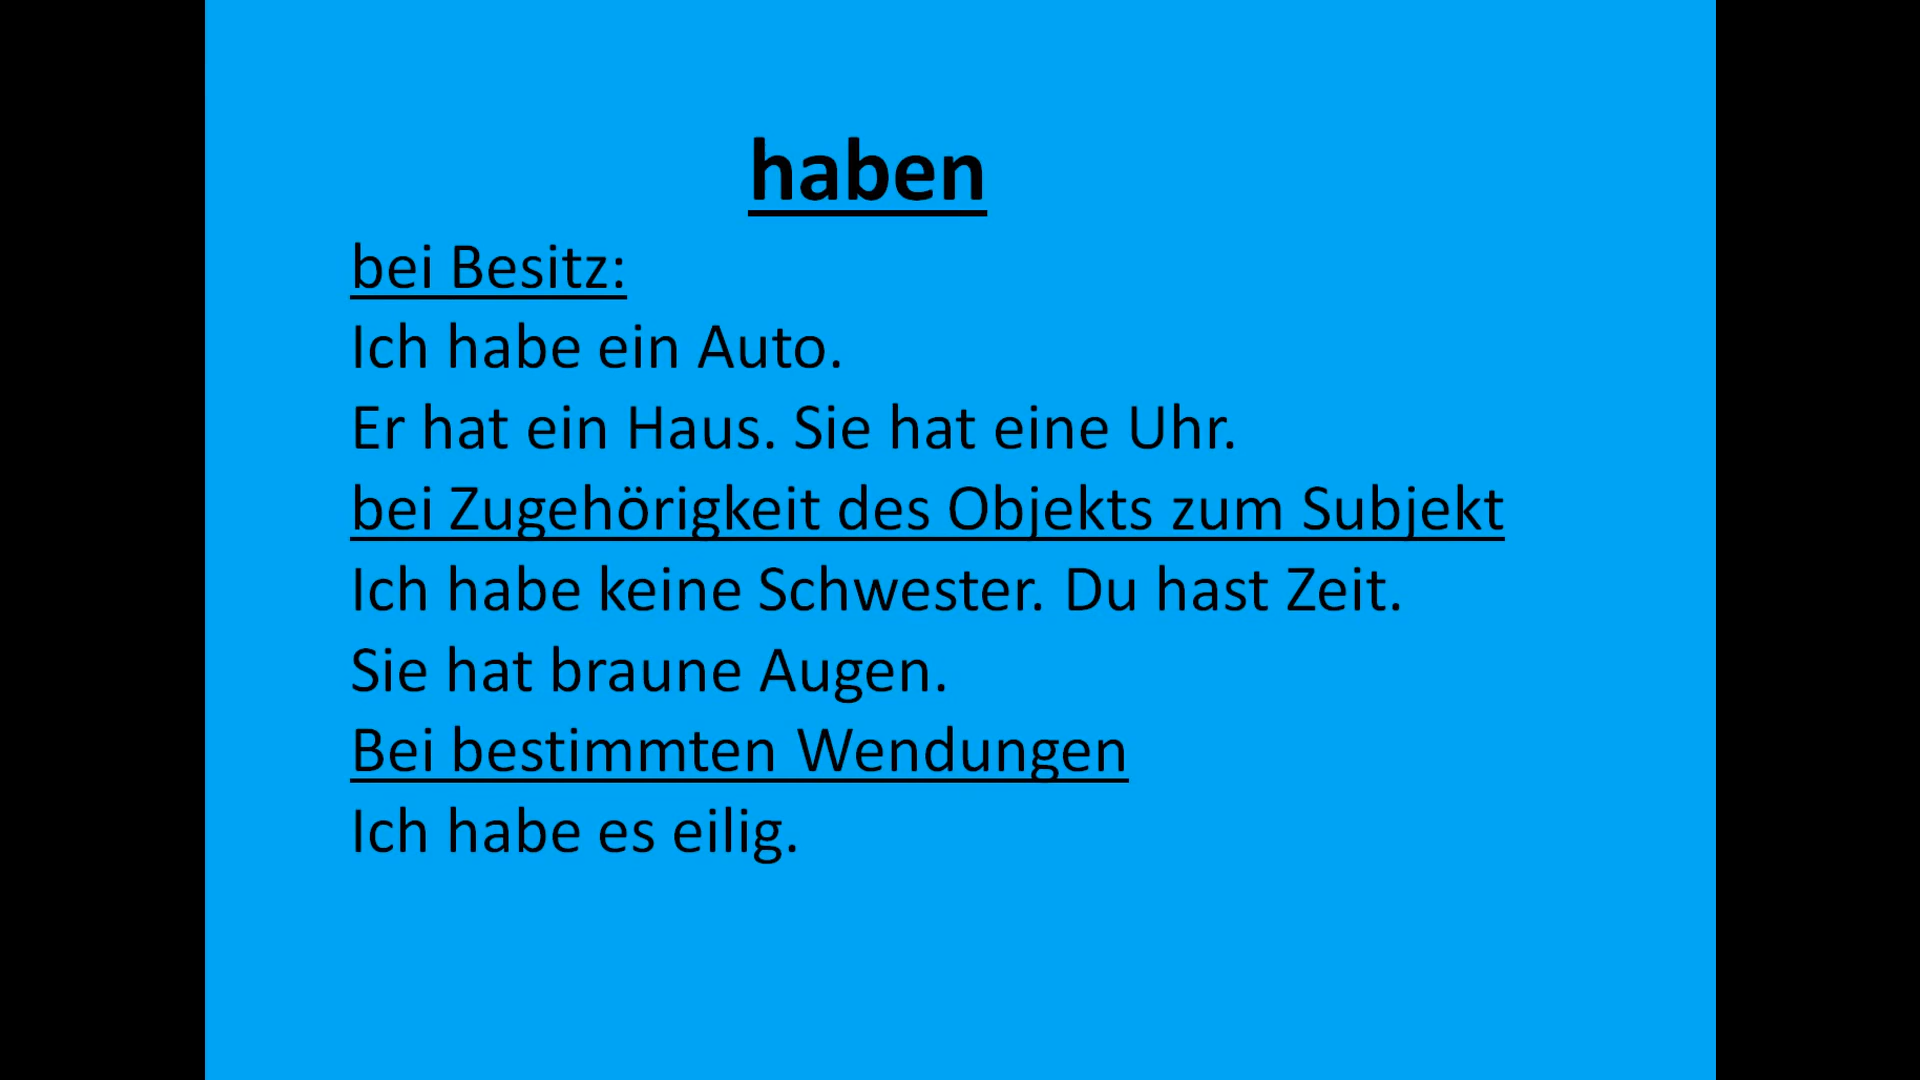 haben
bei Besitz:
Ich habe ein Auto.
Er hat ein Haus. Sie hat eine Uhr.
bei Zugehörigkeit des Objekts zum Subjekt
Ich habe keine Schwester. Du hast Zeit.
Sie hat braune Augen.
Bei bestimmten Wendungen
Ich habe es eilig.